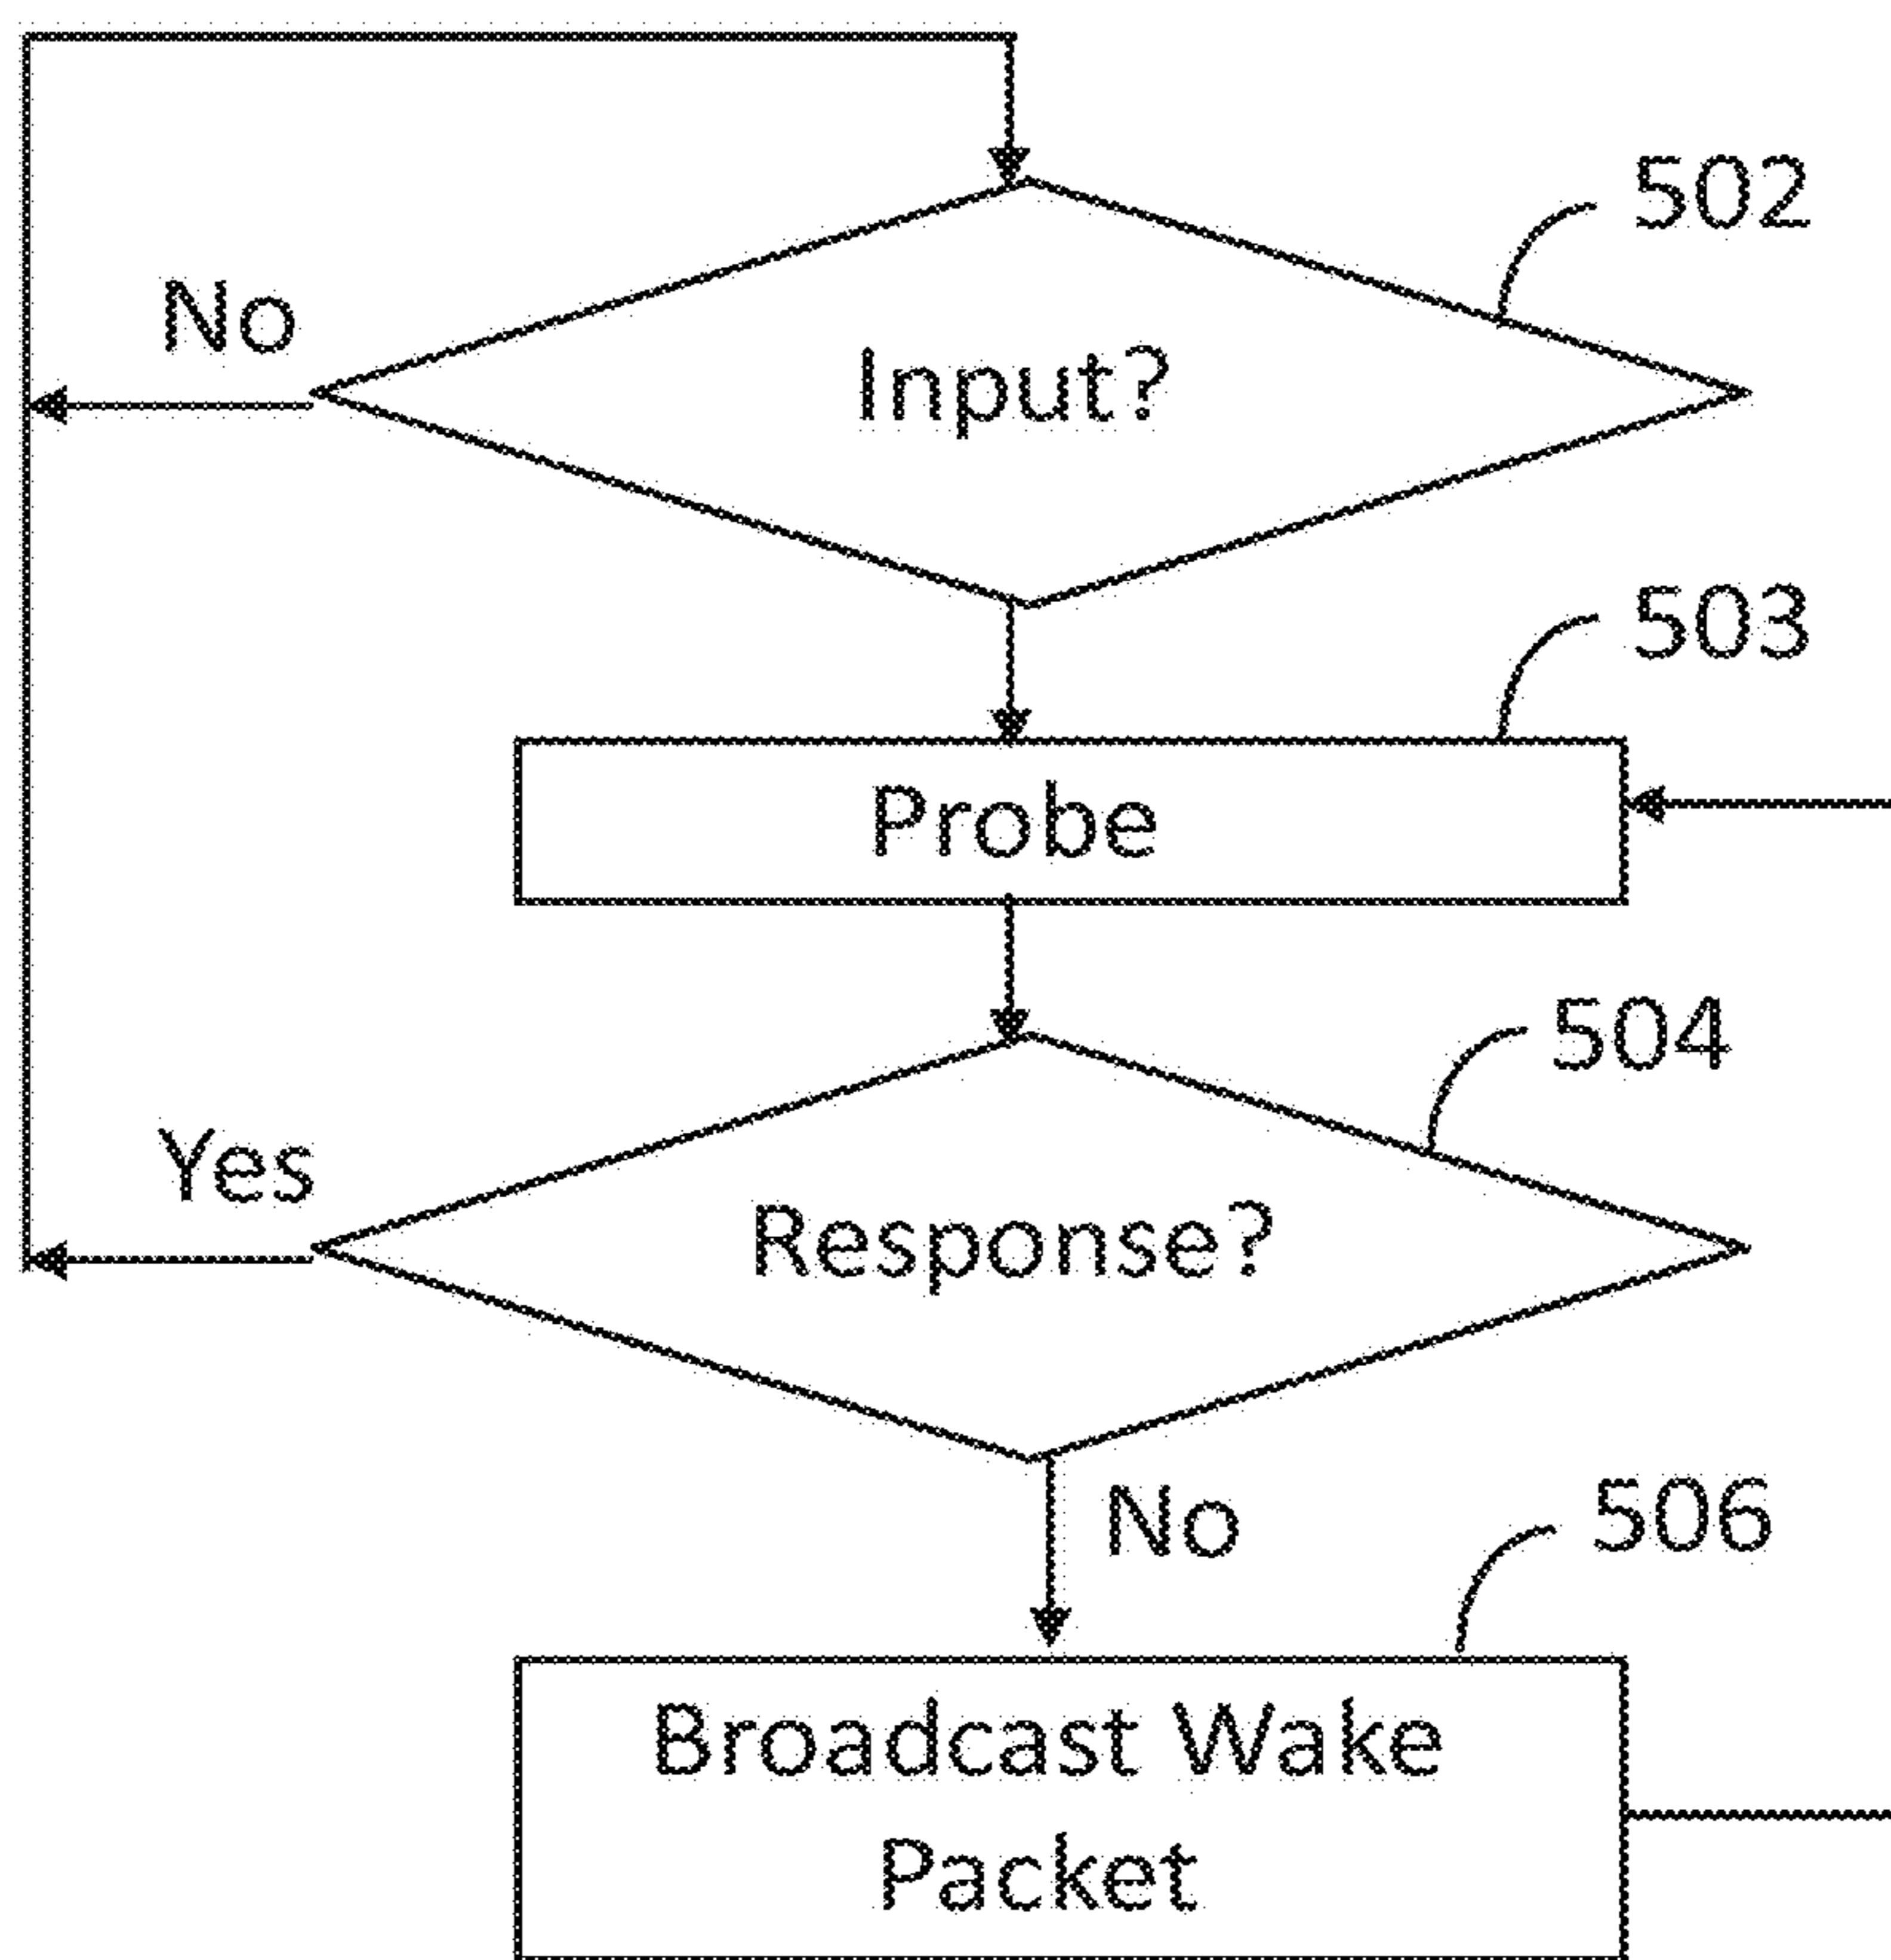 502
No
Input?
503
Probe
504
Yes
Response?
No
506
Broadcast Wake
Packet